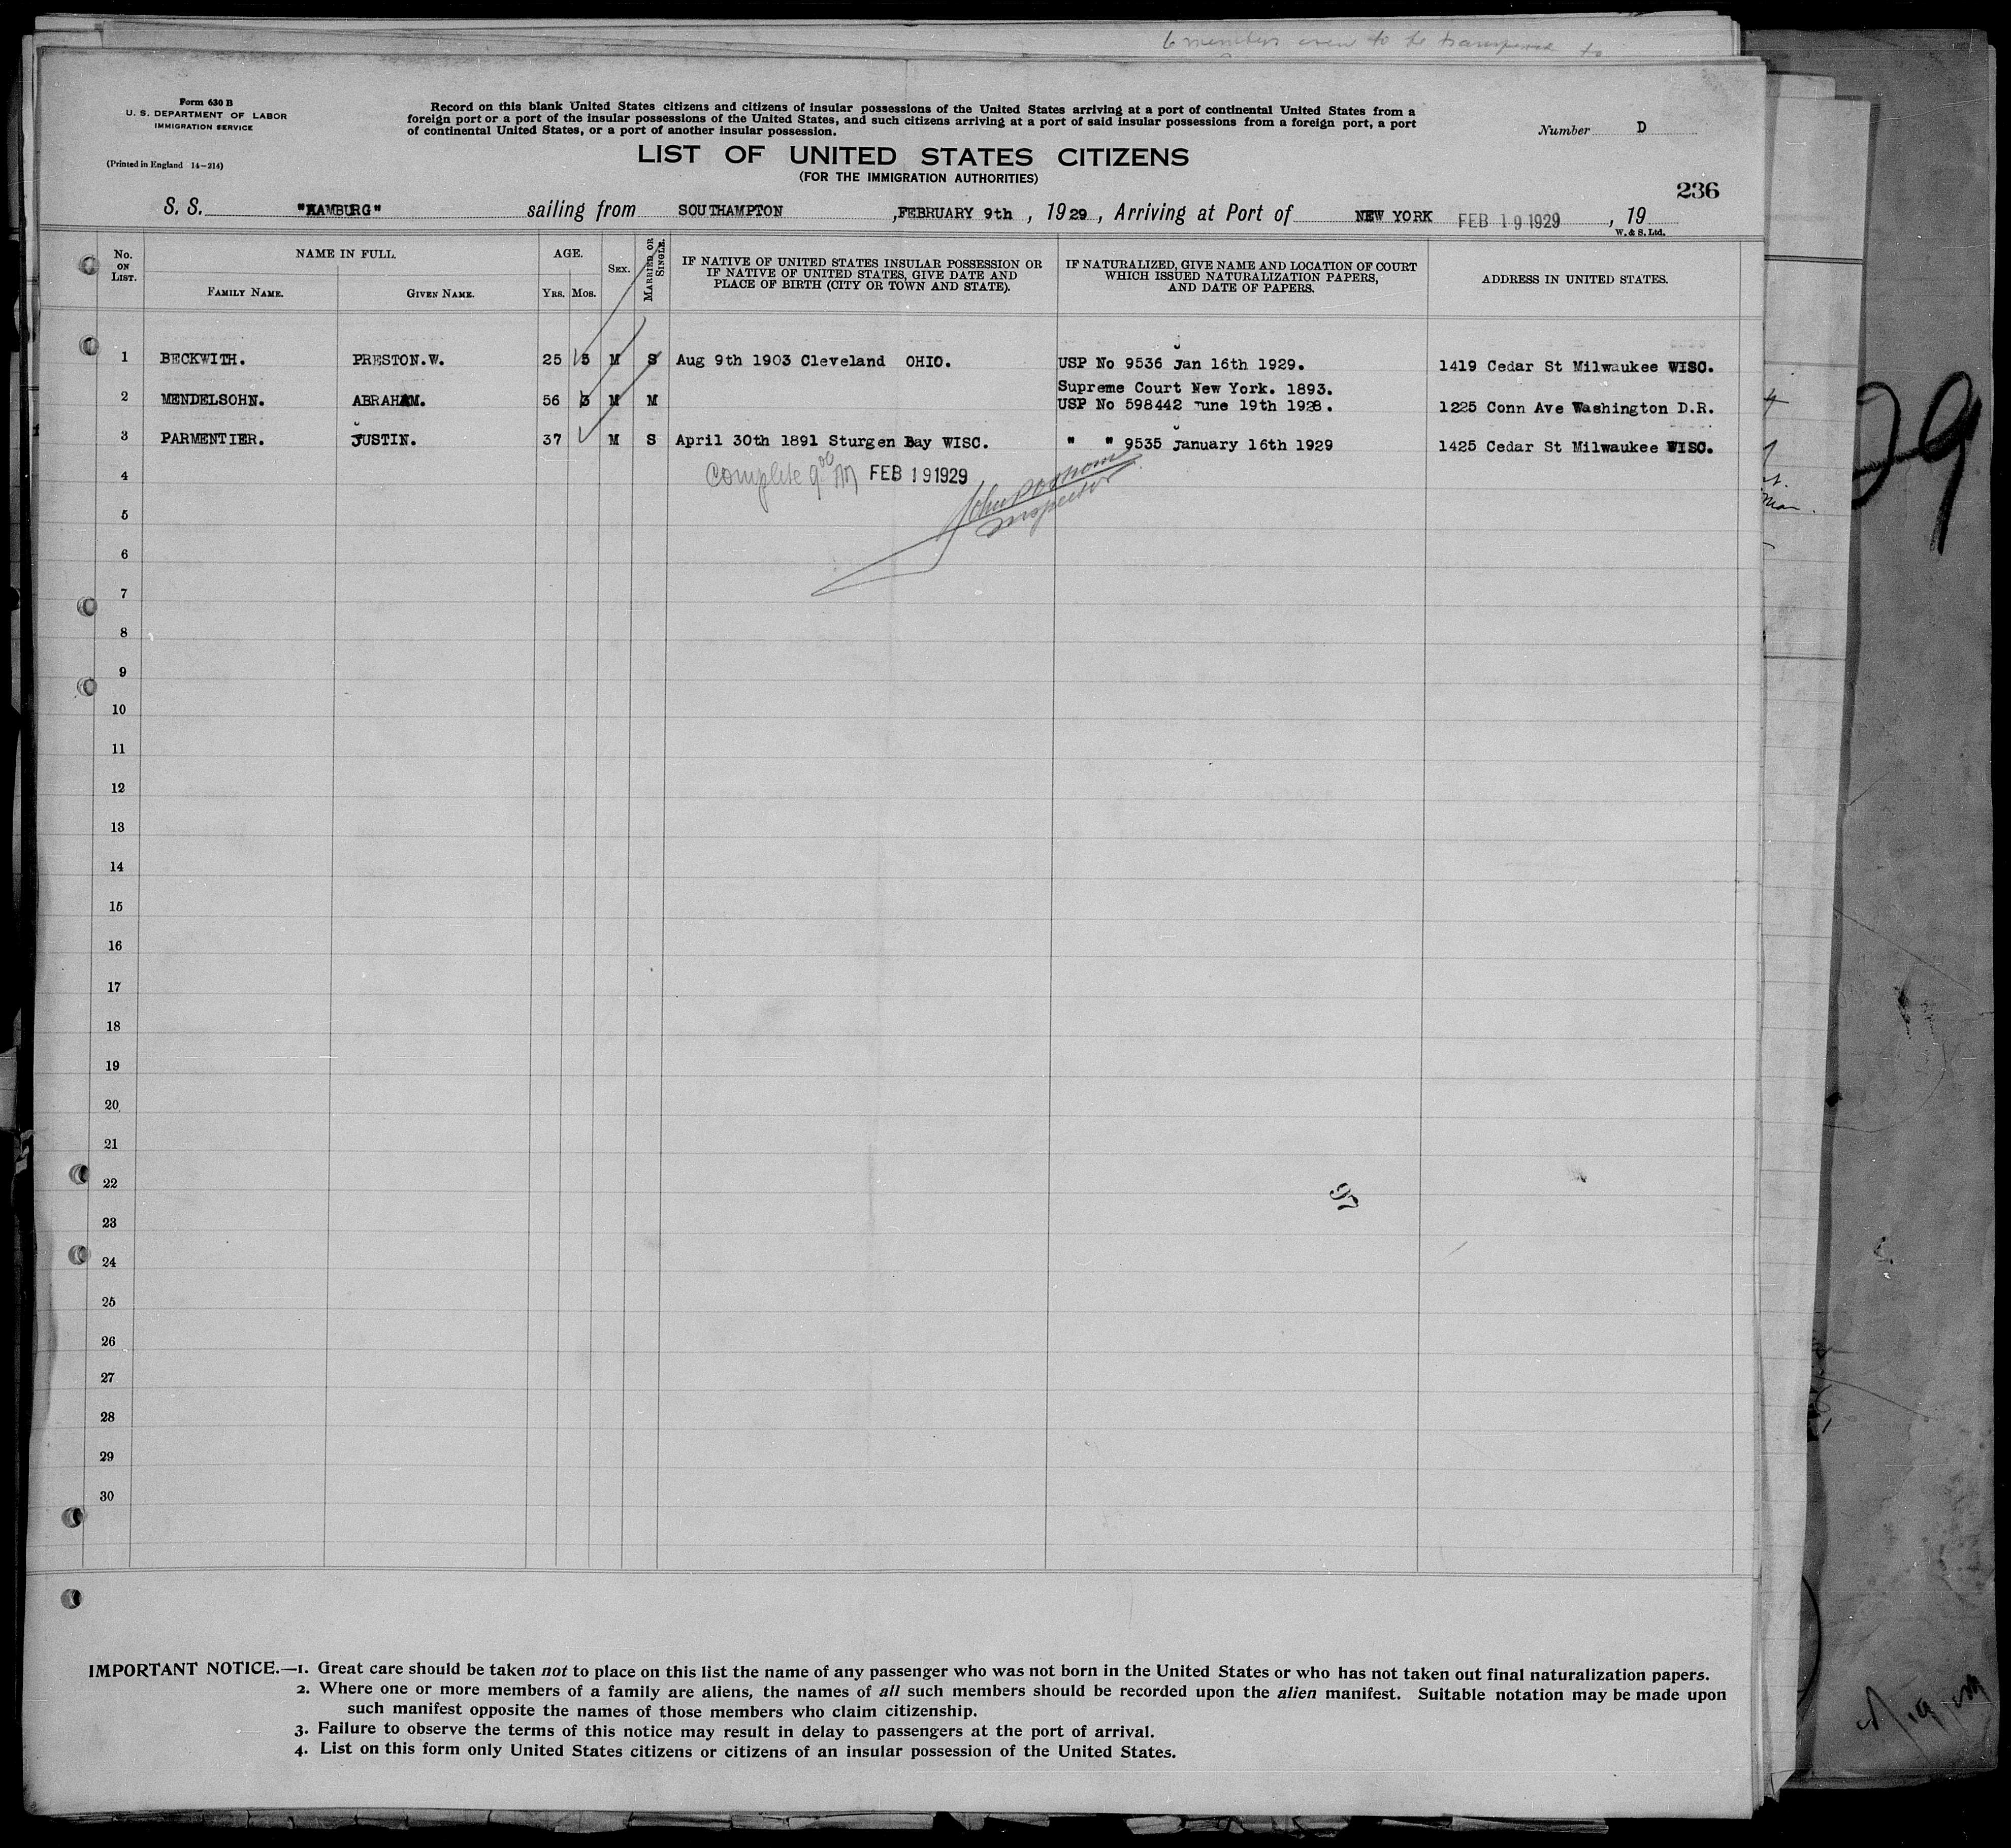 6 members to be to
Form 630 B
U. S. DEPARTMENT OF LABOR
IMMIGRATION SERVICE
(Printed in England 14-214)
Record on this blank United States citizens and citizens of insular possessions of the United States arriving at a port of continental United States from a
foreign port or a port of the insular possessions of the United States, and such citizens arriving at a port of said insular possessions from a foreign port, a port
of continental United States, or a port of another insular possession.
Number D
LIST OF UNITED STATES CITIZENS
(FOR THE IMMIGRATION AUTHORITIES)
236
S. S. "HAMBURG" sailing from SOUTHAMPTON ,FEBRUARY 9th , 1929 , Arriving at Port of NEW YORK FEB 19 1929 , 19
W. & S. Ltd.
No. ON LIST.
NAME IN FULL.
FAMILY NAME.
GIVEN NAME.
AGE.
YRS. MOS.
SEX.
MARRIED OR SINGLE.
IF NATIVE OF UNITED STATES INSULAR POSSESSION OR
IF NATIVE OF UNITED STATES, GIVE DATE AND
PLACE OF BIRTH (CITY OR TOWN AND STATE).
IF NATURALIZED, GIVE NAME AND LOCATION OF COURT
WHICH ISSUED NATURALIZATION PAPERS,
AND DATE OF PAPERS.
ADDRESS IN UNITED STATES.
1 BECKWITH. PRESTON.W. 25 5 M S Aug 9th 1903 Cleveland OHIO. USP No 9536 Jan 16th 1929. 1419 Cedar St Milwaukee WISC.
Supreme Court New York. 1893.
2 MENDELSOHN. ABRAHAM. 56 3 M M USP No 598442 June 19th 1928. 1225 Conn Ave Washington D.R.
3 PARMENTIER. JUSTIN. 37 M S April 30th 1891 Sturgen Bay WISC. " " 9535 January 16th 1929 1425 Cedar St Milwaukee WISC.
4 Complete 9 00 M FEB 19 1929
Inspector
5
6
7
8
9
10
11
12
13
14
15
16
17
18
19
20
21
22
97
23
24
25
26
27
28
29
30
IMPORTANT NOTICE.—1. Great care should be taken not to place on this list the name of any passenger who was not born in the United States or who has not taken out final naturalization papers.
2. Where one or more members of a family are aliens, the names of all such members should be recorded upon the alien manifest. Suitable notation may be made upon
such manifest opposite the names of those members who claim citizenship.
3. Failure to observe the terms of this notice may result in delay to passengers at the port of arrival.
4. List on this form only United States citizens or citizens of an insular possession of the United States.
29